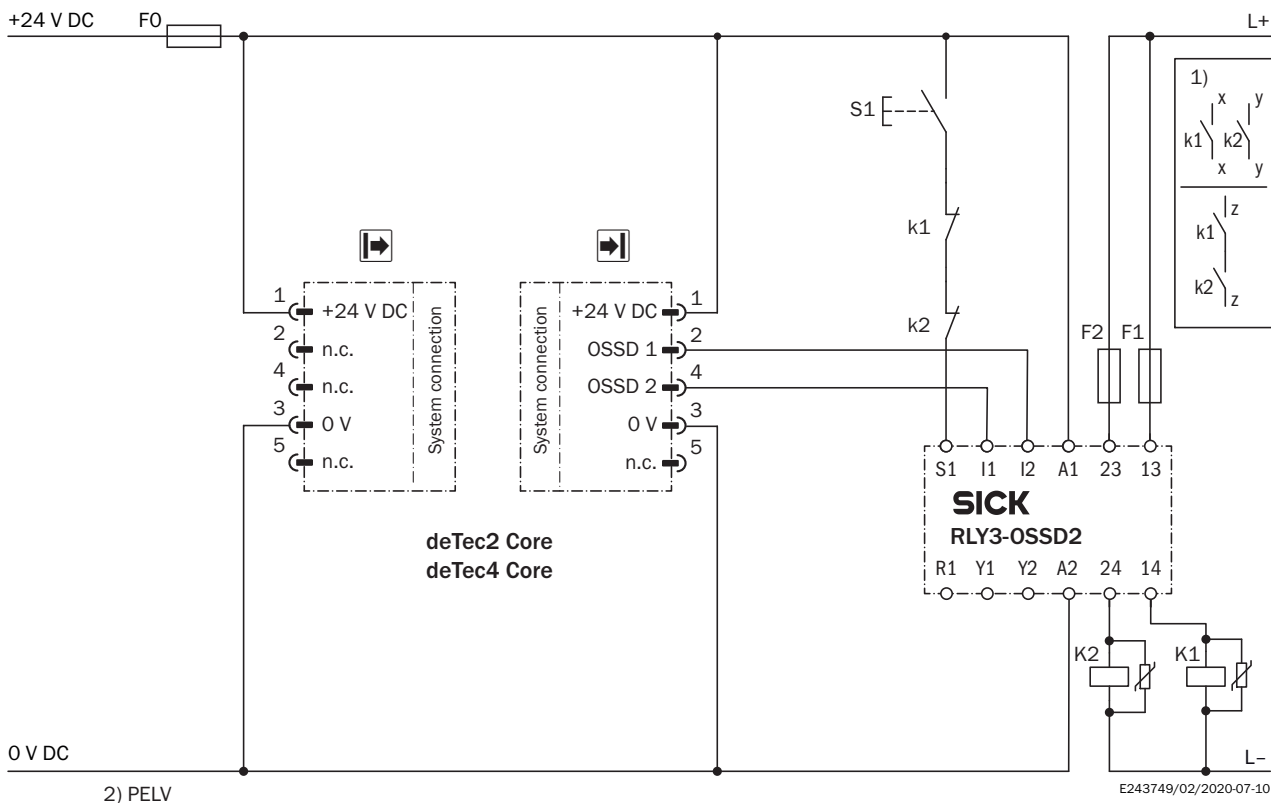 +24 V DC F0 L+
1)
x y
k1 k2
x y
z
k1
k2
z
S1
k1
k2
F2 F1
1 +24 V DC
2 n.c.
4 n.c.
3 0 V
5 n.c.
System connection
System connection
+24 V DC 1
OSSD 1 2
OSSD 2 4
0 V 3
n.c. 5
deTec2 Core
deTec4 Core
S1 I1 I2 A1 23 13
SICK
RLY3-OSSD2
R1 Y1 Y2 A2 24 14
K2 K1
0 V DC L–
2) PELV
E243749/02/2020-07-10